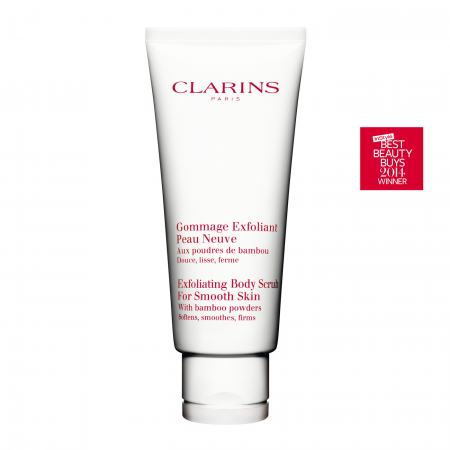 CLARINS
PARIS
Gommage Exfoliant
Peau Neuve
Aux poudres de bambou
Douce, lisse, ferme
Exfoliating Body Scrub
For Smooth Skin
With bamboo powders
Softens, smoothes, firms
BEST
BEAUTY
BUYS
2014
WINNER